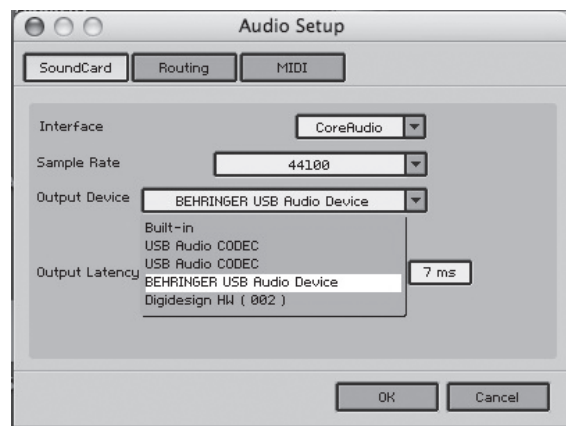 Audio Setup
SoundCard Routing MIDI
Interface CoreAudio
Sample Rate 44100
Output Device BEHRINGER USB Audio Device
Built-in
USB Audio CODEC
USB Audio CODEC
Output Latency 7 ms
BEHRINGER USB Audio Device
Digidesign HW ( 002 )
OK Cancel